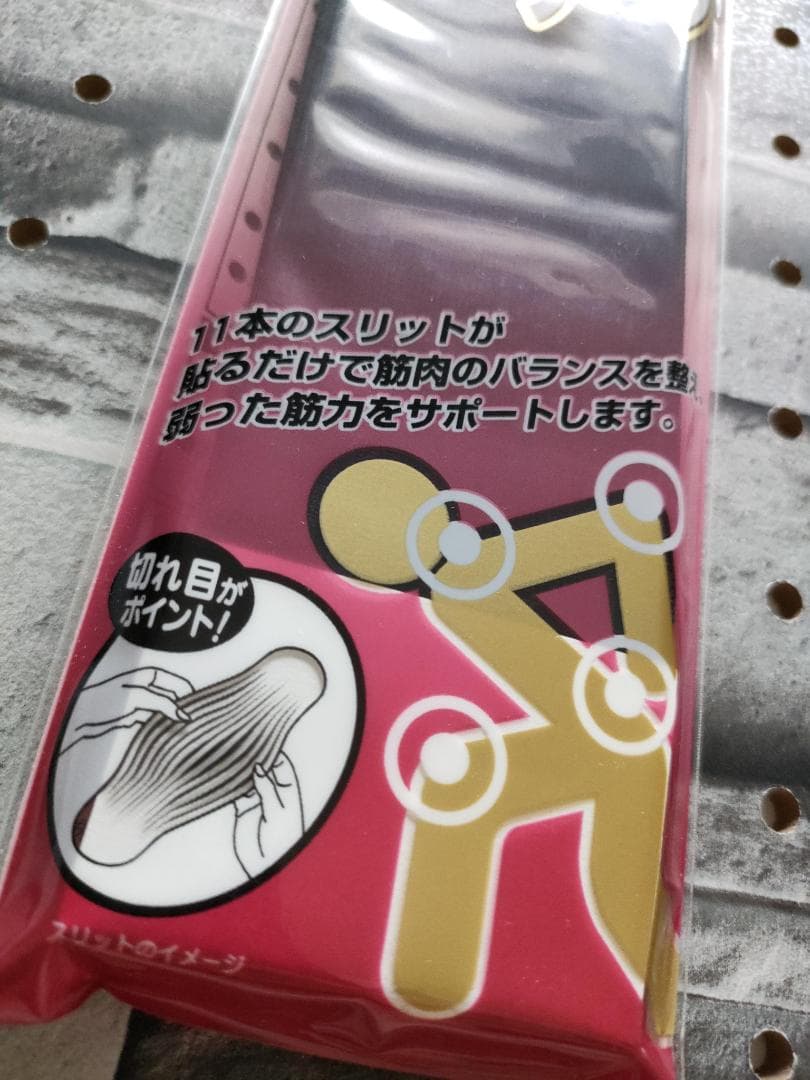 11本のスリットが
貼るだけで筋肉のバランスを整え、
弱った筋力をサポートします。
切れ目が
ポイント!
スリットのイメージ